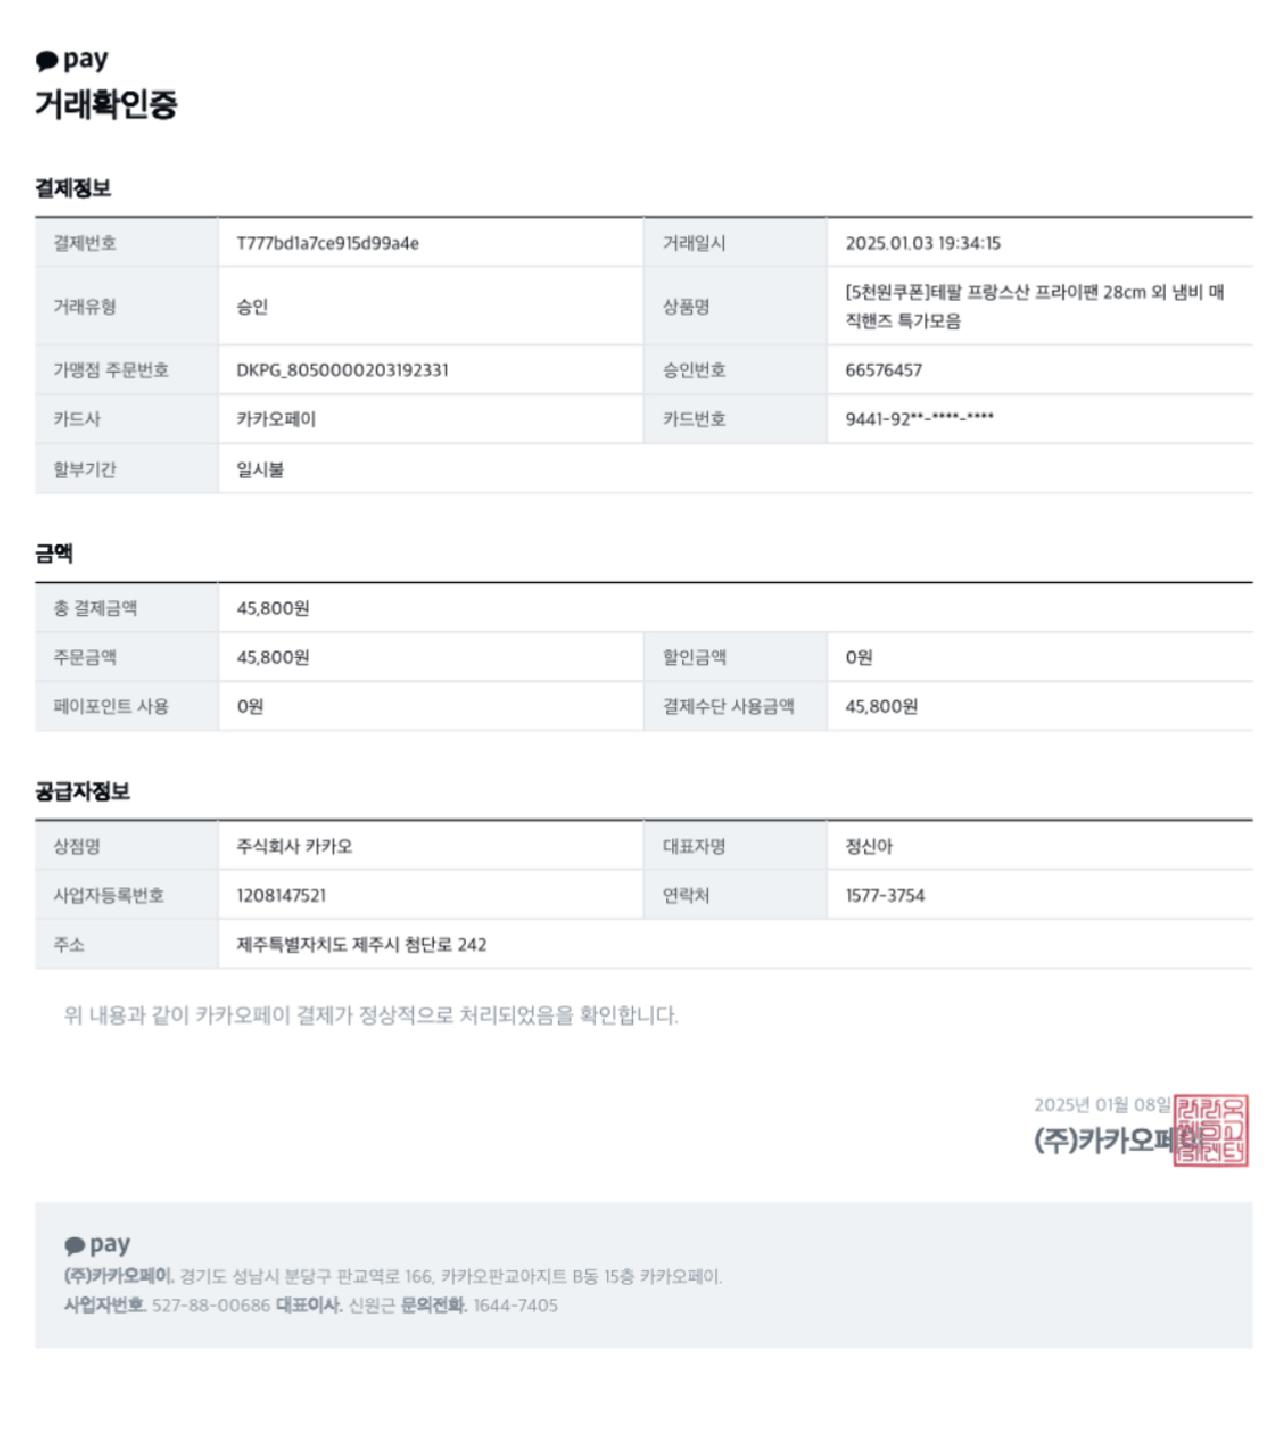 pay
거래확인증
결제정보
결제번호 T777bd1a7ce915d99a4e 거래일시 2025.01.03 19:34:15
거래유형 승인 상품명 [5천원쿠폰]테팔 프랑스산 프라이팬 28cm 외 냄비 매
직핸즈 특가모음
가맹점 주문번호 DKPG_8050000203192331 승인번호 66576457
카드사 카카오페이 카드번호 9441-92**-****-****
할부기간 일시불
금액
총 결제금액 45,800원
주문금액 45,800원 할인금액 0원
페이포인트 사용 0원 결제수단 사용금액 45,800원
공급자정보
상점명 주식회사 카카오 대표자명 정신아
사업자등록번호 1208147521 연락처 1577-3754
주소 제주특별자치도 제주시 첨단로 242
위 내용과 같이 카카오페이 결제가 정상적으로 처리되었음을 확인합니다.
2025년 01월 08일
(주)카카오페이
pay
(주)카카오페이. 경기도 성남시 분당구 판교역로 166, 카카오판교아지트 B동 15층 카카오페이.
사업자번호. 527-88-00686 대표이사. 신원근 문의전화. 1644-7405